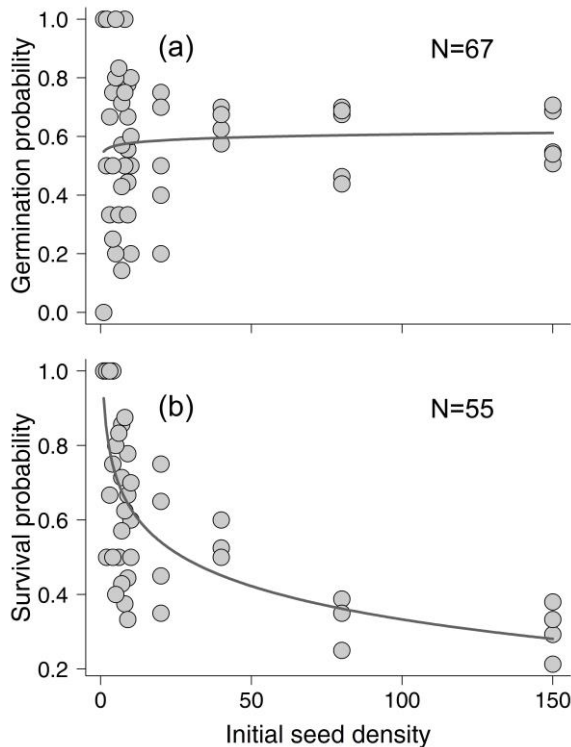 (a)
N=67
Germination probability
1.0
0.8
0.6
0.4
0.2
0.0
(b)
N=55
Survival probability
1.0
0.8
0.6
0.4
0.2
0 50 100 150
Initial seed density